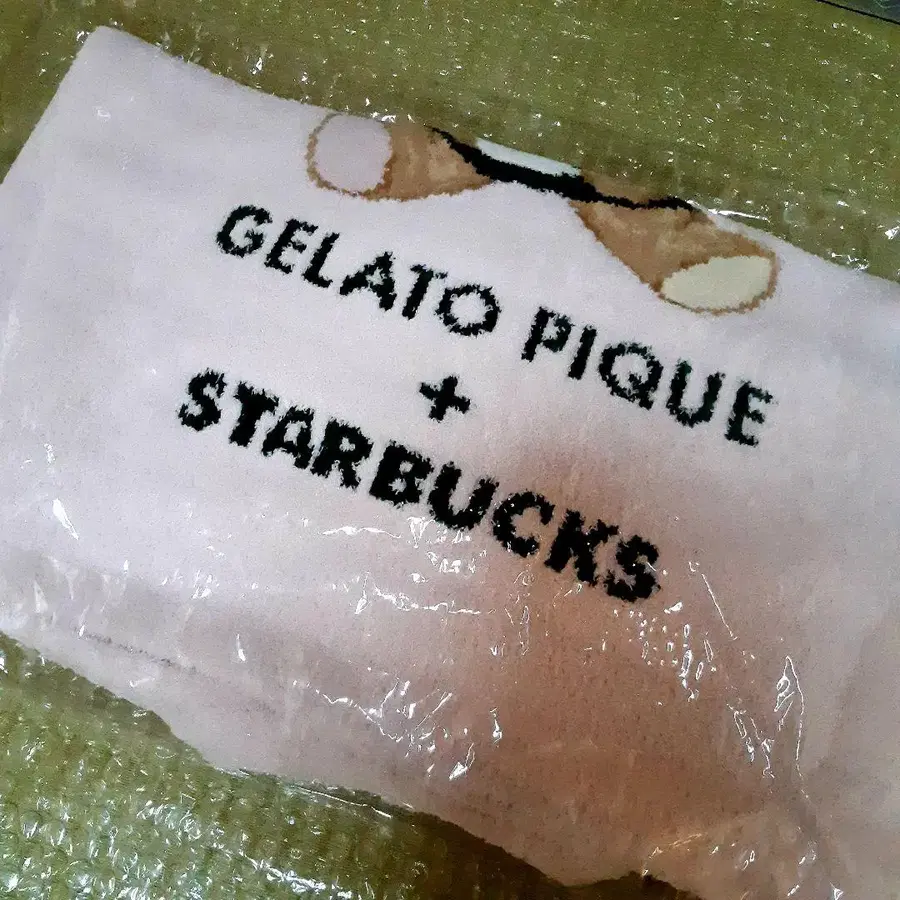 GELATO PIQUE
+
STARBUCKS